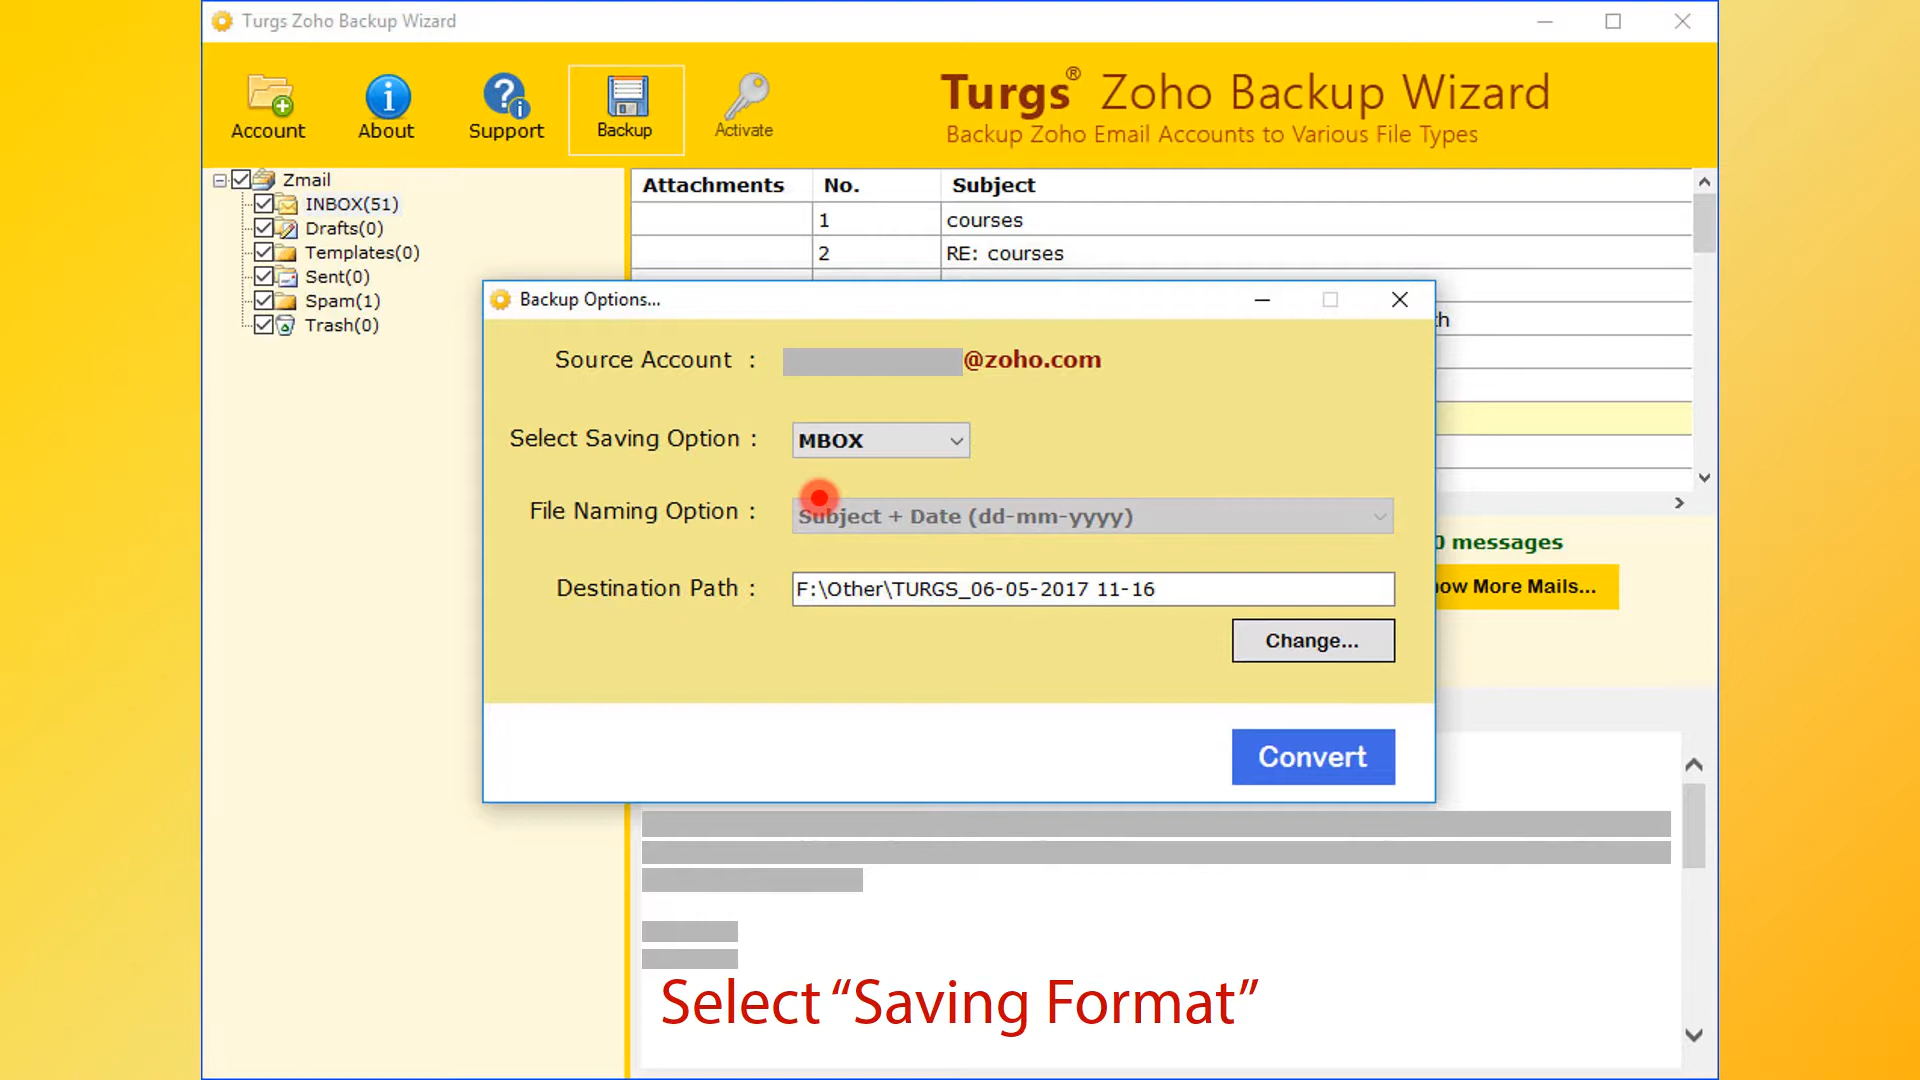 Turgs Zoho Backup Wizard
Account
About
Support
Backup
Activate
Turgs® Zoho Backup Wizard
Backup Zoho Email Accounts to Various File Types
Zmail
INBOX(51)
Drafts(0)
Templates(0)
Sent(0)
Spam(1)
Trash(0)
Attachments No. Subject
1 courses
2 RE: courses
Backup Options...
Source Account : @zoho.com
Select Saving Option : MBOX
File Naming Option : Subject + Date (dd-mm-yyyy)
Destination Path : F:\Other\TURGS_06-05-2017 11-16
Change...
Convert
messages
More Mails...
Select “Saving Format”